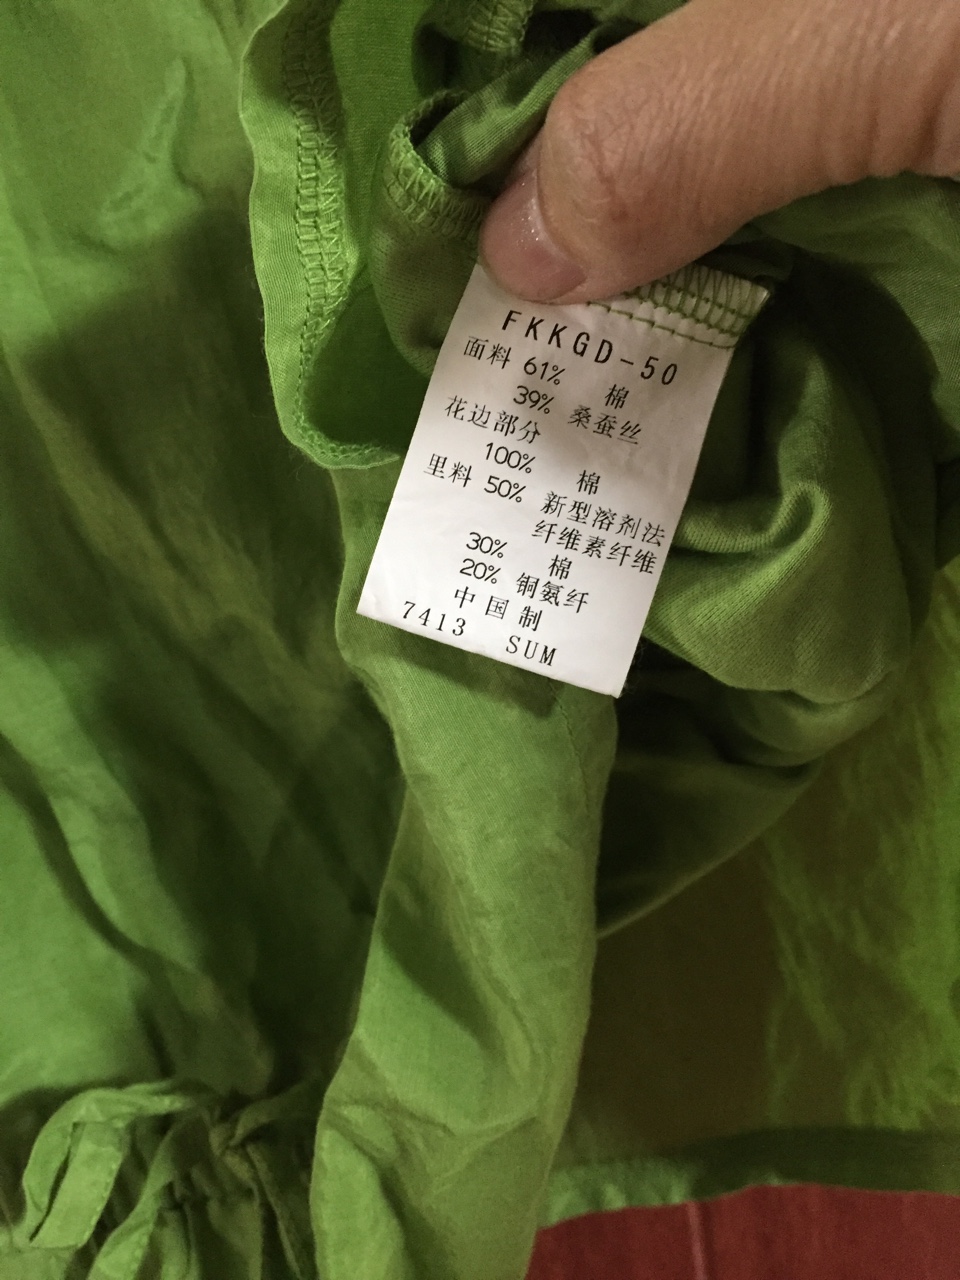 FKKGD-50
面料 61% 棉
39% 桑蚕丝
花边部分
100% 棉
里料 50% 新型溶剂法
纤维素纤维
30% 棉
20% 铜氨纤
中国制
7413 SUM